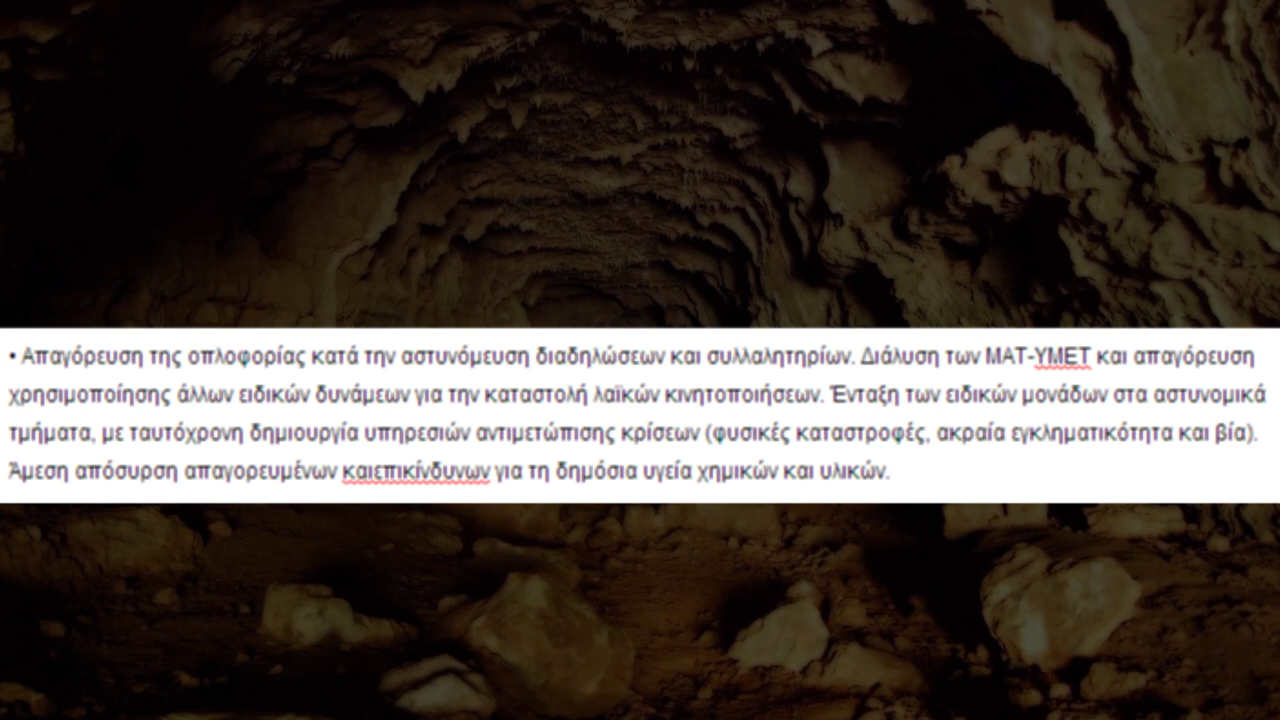 • Απαγόρευση της οπλοφορίας κατά την αστυνόμευση διαδηλώσεων και συλλαλητηρίων. Διάλυση των ΜΑΤ-ΥΜΕΤ και απαγόρευση
χρησιμοποίησης άλλων ειδικών δυνάμεων για την καταστολή λαϊκών κινητοποιήσεων. Ένταξη των ειδικών μονάδων στα αστυνομικά
τμήματα, με ταυτόχρονη δημιουργία υπηρεσιών αντιμετώπισης κρίσεων (φυσικές καταστροφές, ακραία εγκληματικότητα και βία).
Άμεση απόσυρση απαγορευμένων καιεπικίνδυνων για τη δημόσια υγεία χημικών και υλικών.